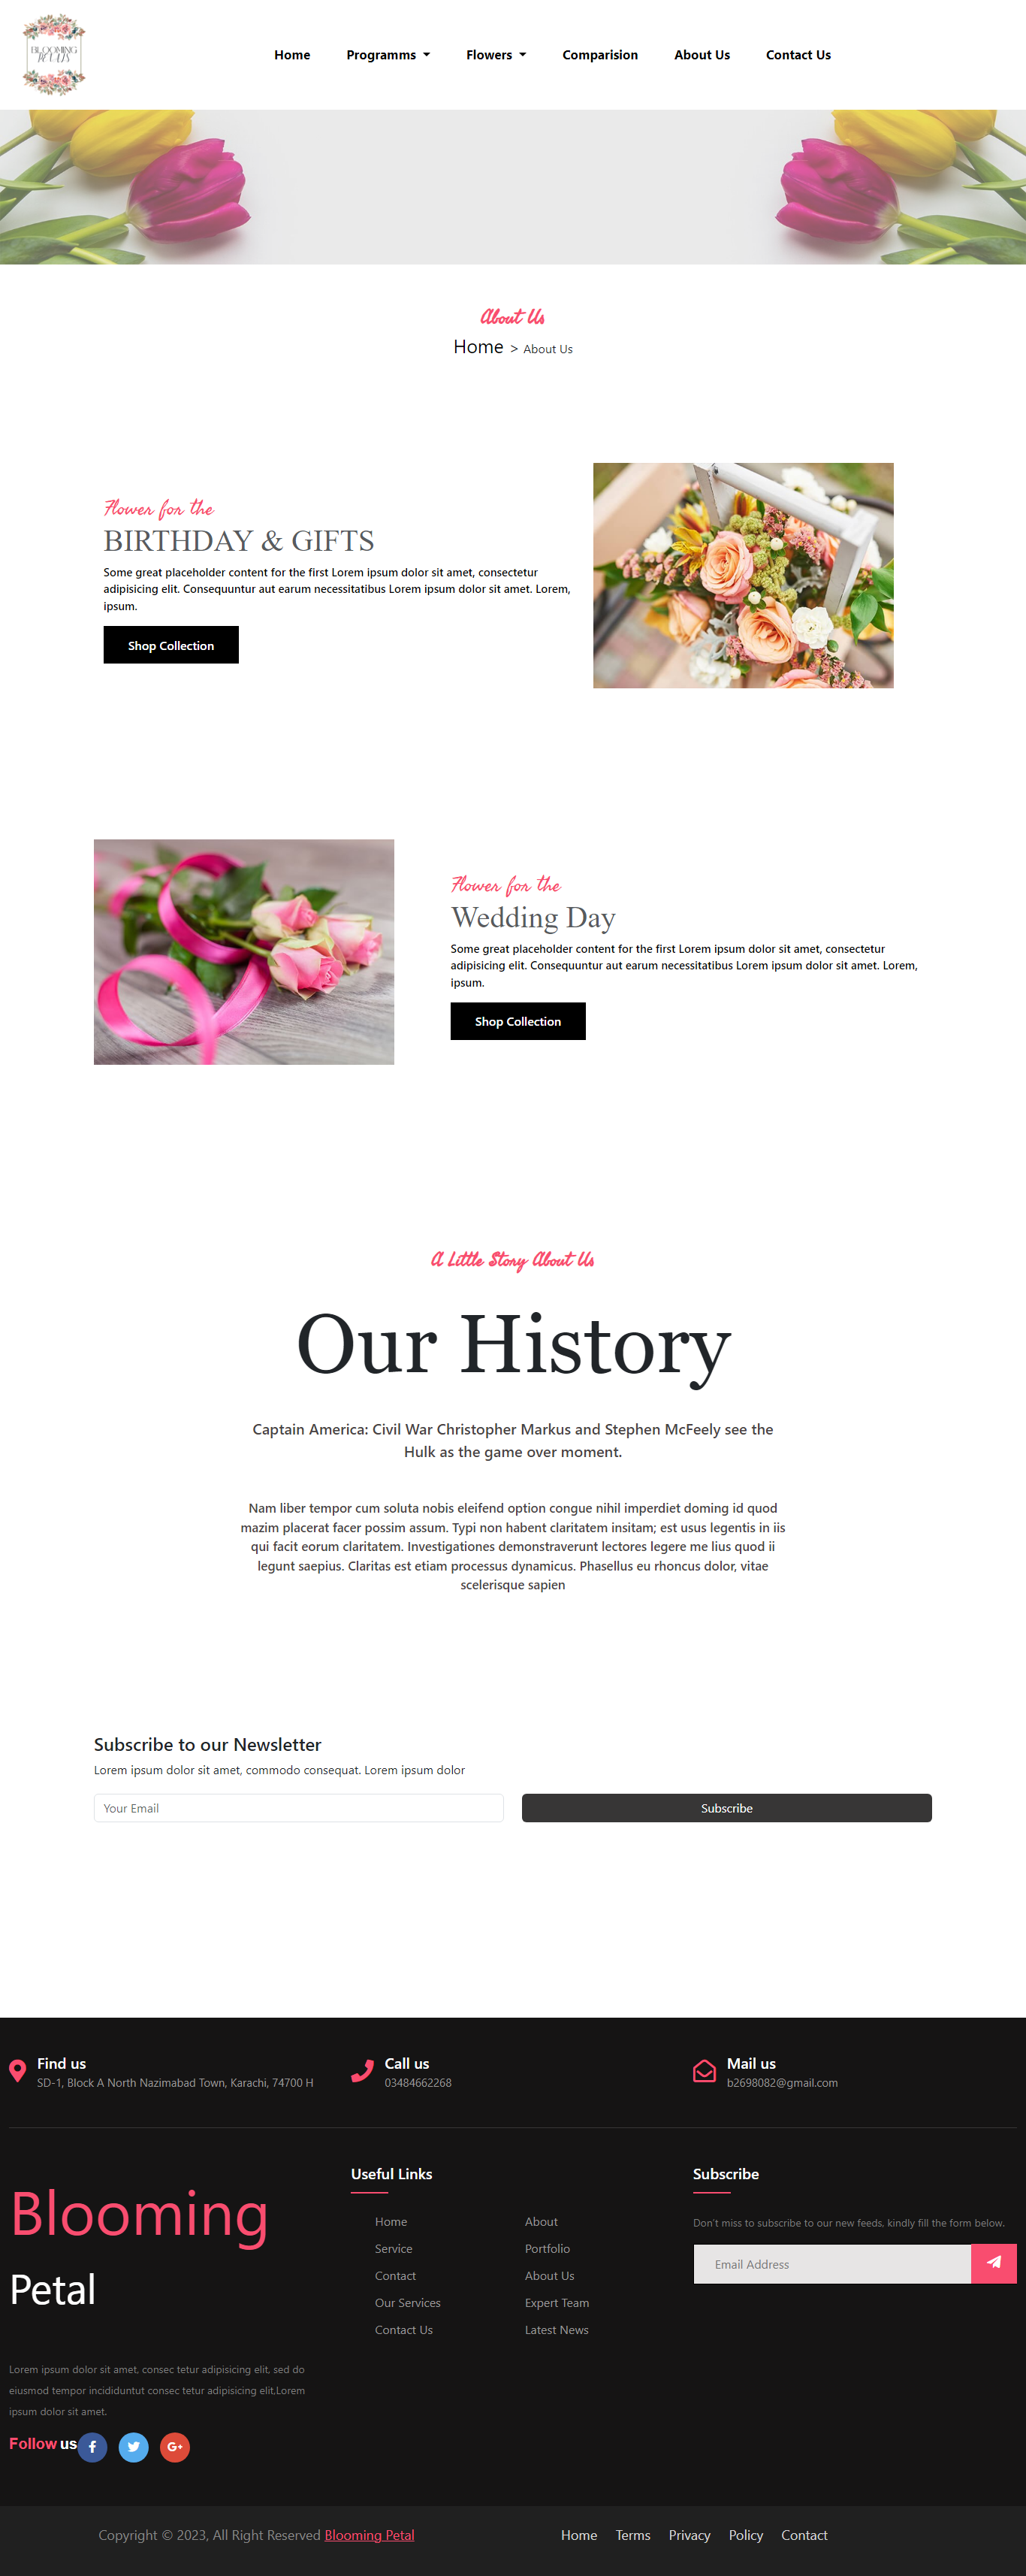 BLOOMING
PETALS
Home Programms Flowers Comparision About Us Contact Us
About Us
Home > About Us
Flower for the
BIRTHDAY & GIFTS
Some great placeholder content for the first Lorem ipsum dolor sit amet, consectetur
adipisicing elit. Consequuntur aut earum necessitatibus Lorem ipsum dolor sit amet. Lorem,
ipsum.
Shop Collection
Flower for the
Wedding Day
Some great placeholder content for the first Lorem ipsum dolor sit amet, consectetur
adipisicing elit. Consequuntur aut earum necessitatibus Lorem ipsum dolor sit amet. Lorem,
ipsum.
Shop Collection
A Little Story About Us
Our History
Captain America: Civil War Christopher Markus and Stephen McFeely see the
Hulk as the game over moment.
Nam liber tempor cum soluta nobis eleifend option congue nihil imperdiet doming id quod
mazim placerat facer possim assum. Typi non habent claritatem insitam; est usus legentis in iis
qui facit eorum claritatem. Investigationes demonstraverunt lectores legere me lius quod ii
legunt saepius. Claritas est etiam processus dynamicus. Phasellus eu rhoncus dolor, vitae
scelerisque sapien
Subscribe to our Newsletter
Lorem ipsum dolor sit amet, commodo consequat. Lorem ipsum dolor
Your Email Subscribe
Find us
SD-1, Block A North Nazimabad Town, Karachi, 74700 H
Call us
03484662268
Mail us
b2698082@gmail.com
Blooming
Petal
Lorem ipsum dolor sit amet, consec tetur adipisicing elit, sed do
eiusmod tempor incididuntut consec tetur adipisicing elit,Lorem
ipsum dolor sit amet.
Follow us
Useful Links
Home About
Service Portfolio
Contact About Us
Our Services Expert Team
Contact Us Latest News
Subscribe
Don't miss to subscribe to our new feeds, kindly fill the form below.
Email Address
Copyright © 2023, All Right Reserved Blooming Petal
Home Terms Privacy Policy Contact